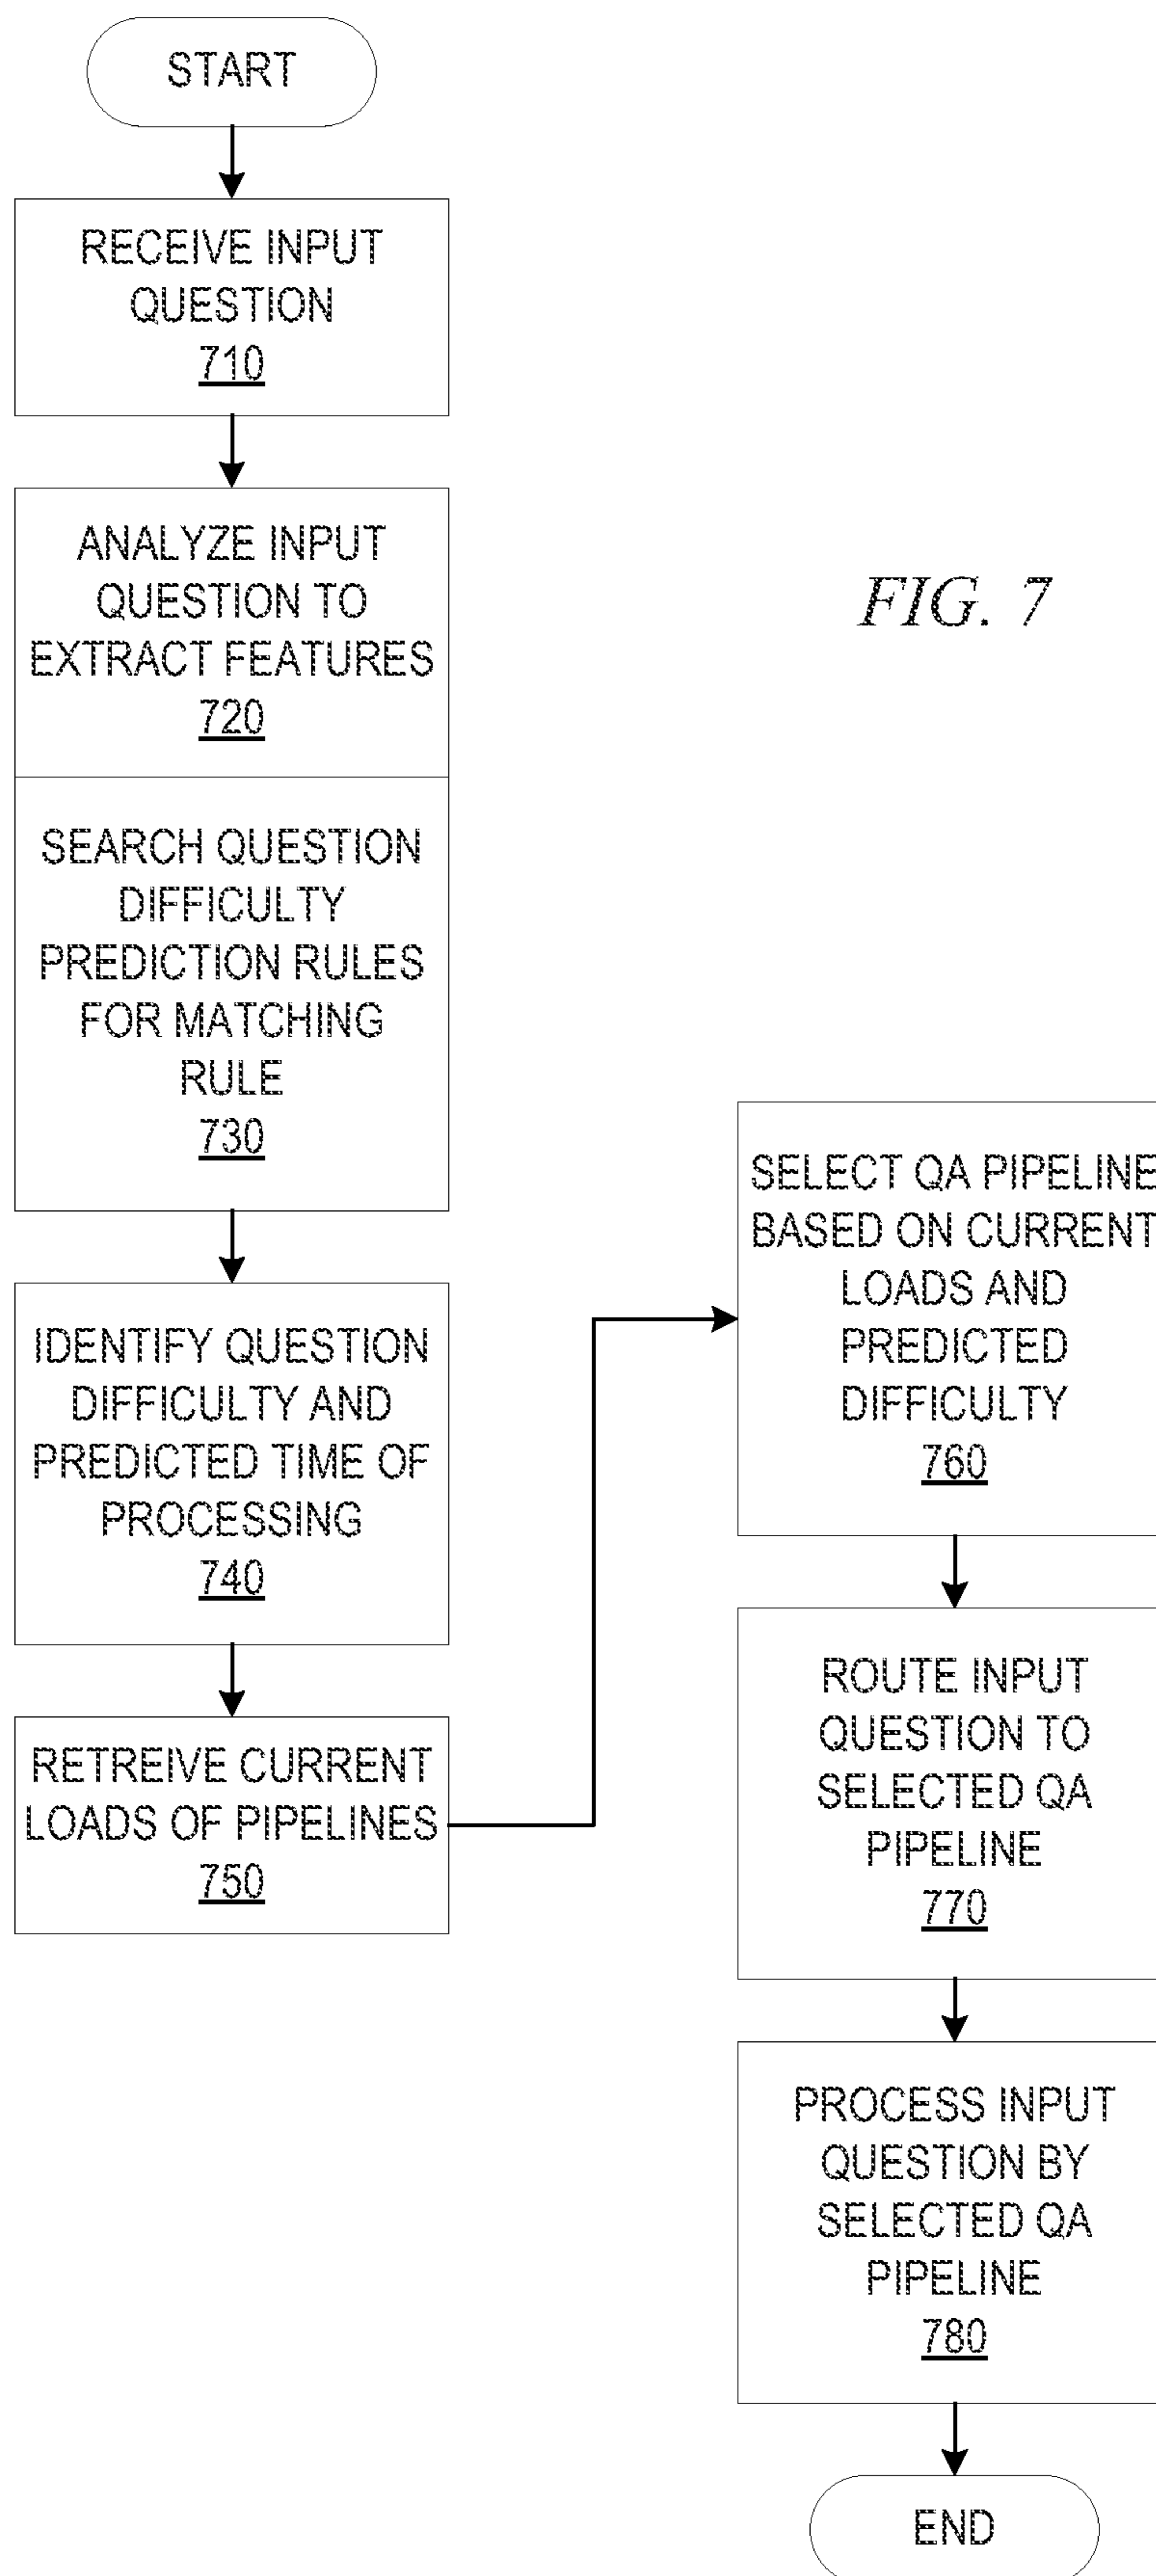 START
RECEIVE INPUT
QUESTION
710
ANALYZE INPUT
QUESTION TO
EXTRACT FEATURES
720
SEARCH QUESTION
DIFFICULTY
PREDICTION RULES
FOR MATCHING
RULE
730
IDENTIFY QUESTION
DIFFICULTY AND
PREDICTED TIME OF
PROCESSING
740
RETREIVE CURRENT
LOADS OF PIPELINES
750
FIG. 7
SELECT QA PIPELINE
BASED ON CURRENT
LOADS AND
PREDICTED
DIFFICULTY
760
ROUTE INPUT
QUESTION TO
SELECTED QA
PIPELINE
770
PROCESS INPUT
QUESTION BY
SELECTED QA
PIPELINE
780
END